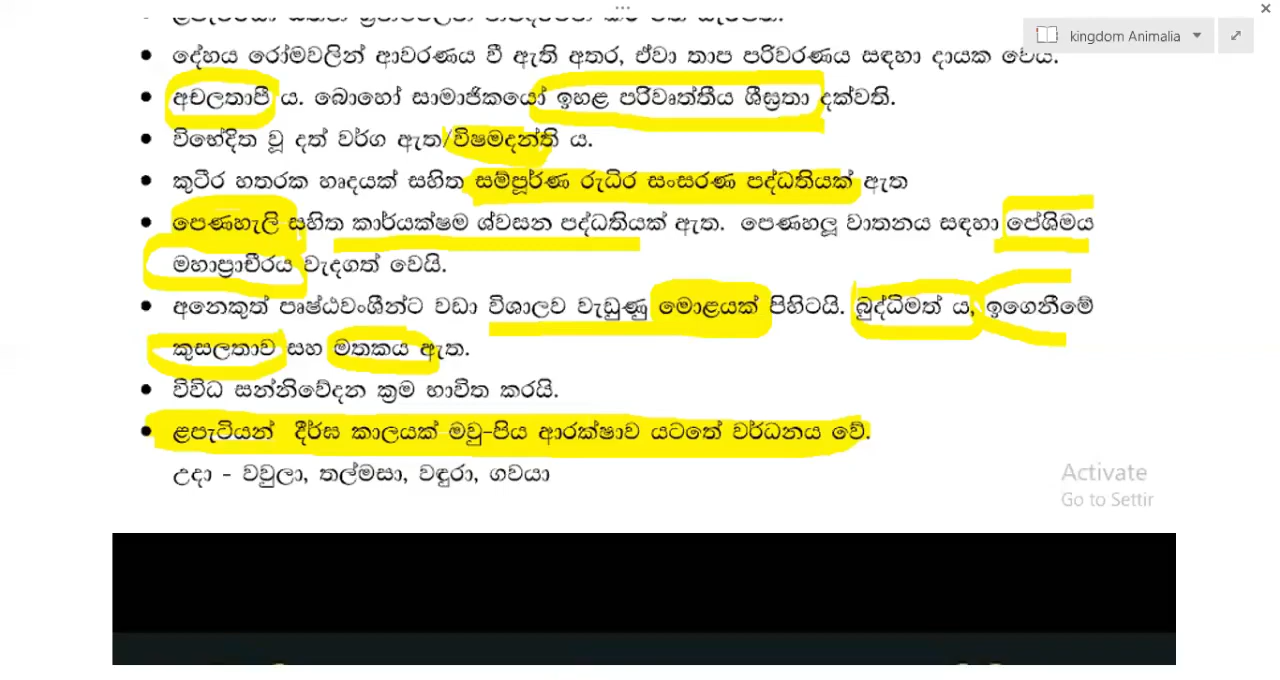 kingdom Animalia
• දේහය රෝමවලින් ආවරණය වී ඇති අතර, ඒවා තාප පරිවරණය සඳහා දායක වෙයි.
• අචලතාපී ය. බොහෝ සාමාජිකයෝ ඉහළ පරිවෘත්තීය ශීඝ්‍රතා දක්වති.
• විභේදිත වූ දත් වර්ග ඇත/විෂමදන්ති ය.
• කුටීර හතරක හෘදයක් සහිත සම්පූර්ණ රුධිර සංසරණ පද්ධතියක් ඇත
• පෙණහැලි සහිත කාර්යක්ෂම ශ්වසන පද්ධතියක් ඇත. පෙණහලූ වාතනය සඳහා පේශිමය
මහාප්‍රාචීරය වැදගත් වෙයි.
• අනෙකුත් පෘෂ්ඨවංශීන්ට වඩා විශාලව වැඩුණු මොළයක් පිහිටයි. බුද්ධිමත් ය, ඉගෙනීමේ
කුසලතාව සහ මතකය ඇත.
• විවිධ සන්නිවේදන ක්‍රම භාවිත කරයි.
• ළපැටියන් දීර්ඝ කාලයක් මවු-පිය ආරක්ෂාව යටතේ වර්ධනය වේ.
උදා - වවුලා, තල්මසා, වඳුරා, ගවයා
Activate
Go to Settir